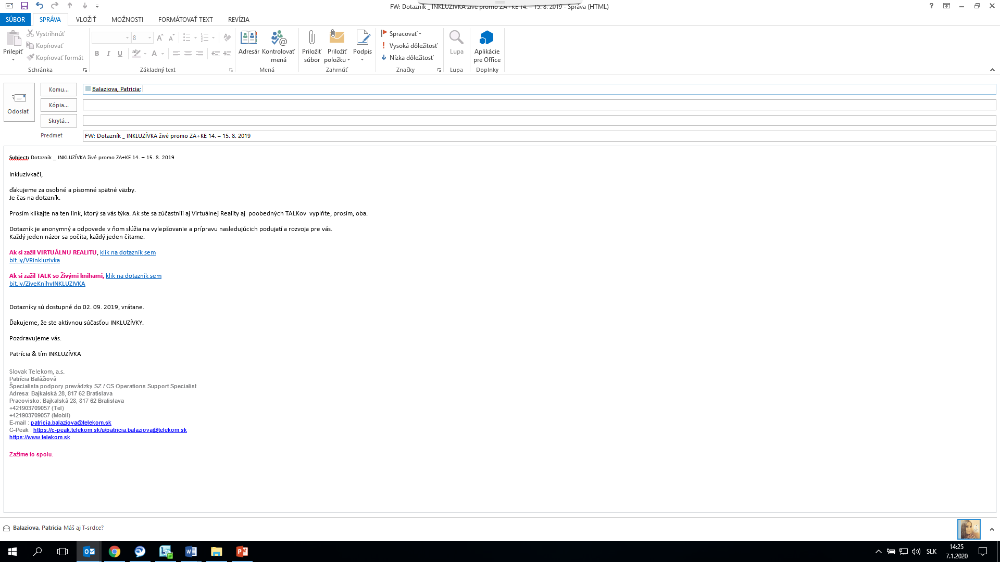 FW: Dotazník _ INKLUZÍVKA živé promo ZA+KE 14. – 15. 8. 2019 - Správa (HTML)
SÚBOR SPRÁVA VLOŽIŤ MOŽNOSTI FORMÁTOVAŤ TEXT REVÍZIA
Prilepiť
Vystrihnúť
Kopírovať
Kopírovať formát
Schránka
8
Základný text
Adresár
Kontrolovať
mená
Mená
Priložiť
súbor
Priložiť
položku
Podpis
Zahrnúť
Spracovať
Vysoká dôležitosť
Nízka dôležitosť
Značky
Lupa
Lupa
Aplikácie
pre Office
Doplnky
Odoslať
Komu... Balaziova, Patricia;
Kópia...
Skrytá...
Predmet FW: Dotazník _ INKLUZÍVKA živé promo ZA+KE 14. – 15. 8. 2019
Subject: Dotazník _ INKLUZÍVKA živé promo ZA+KE 14. – 15. 8. 2019
Inkluzívkači,
ďakujeme za osobné a písomné spätné väzby.
Je čas na dotazník.
Prosím klikajte na ten link, ktorý sa vás týka. Ak ste sa zúčastnili aj Virtuálnej Reality aj  poobedných TALKov  vyplňte, prosím, oba.
Dotazník je anonymný a odpovede v ňom slúžia na vylepšovanie a prípravu nasledujúcich podujatí a rozvoja pre vás.
Každý jeden názor sa počíta, každý jeden čítame.
Ak si zažil VIRTUÁLNU REALITU, klik na dotazník sem
bit.ly/VRinkluzivka
Ak si zažil TALK so Živými knihami, klik na dotazník sem
bit.ly/ZiveKnihyINKLUZIVKA
Dotazníky sú dostupné do 02. 09. 2019, vrátane.
Ďakujeme, že ste aktívnou súčasťou INKLUZÍVKY.
Pozdravujeme vás.
Patrícia & tím INKLUZÍVKA
Slovak Telekom, a.s.
Patrícia Balážiová
Špecialista podpory prevádzky SZ / CS Operations Support Specialist
Adresa: Bajkalská 28, 817 62 Bratislava
Pracovisko: Bajkalská 28, 817 62 Bratislava
+421903709057 (Tel)
+421903709057 (Mobil)
E-mail : patricia.balaziova@telekom.sk
C-Peak : https://c-peak.telekom.sk/u/patricia.balaziova@telekom.sk
https://www.telekom.sk
Zažime to spolu.
Balaziova, Patricia Máš aj T-srdce?
SLK
14:25
7.1.2020